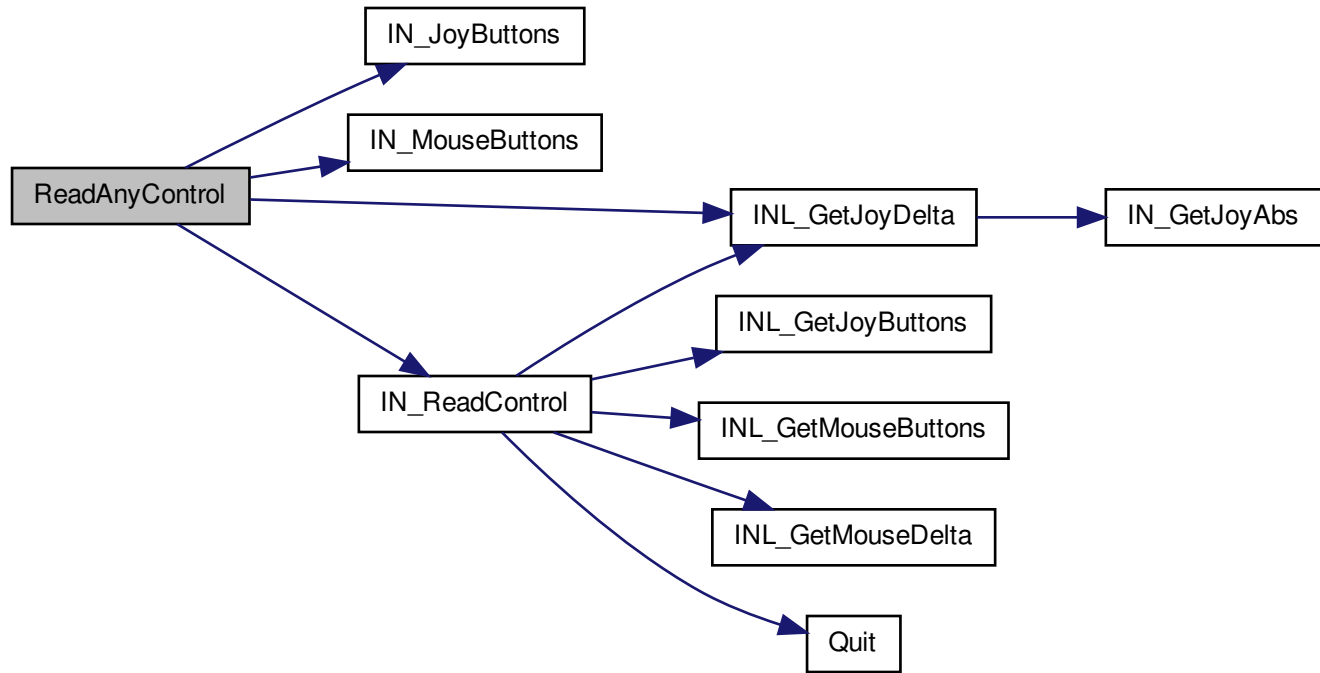 IN_JoyButtons
IN_MouseButtons
ReadAnyControl
INL_GetJoyDelta
IN_GetJoyAbs
INL_GetJoyButtons
IN_ReadControl
INL_GetMouseButtons
INL_GetMouseDelta
Quit